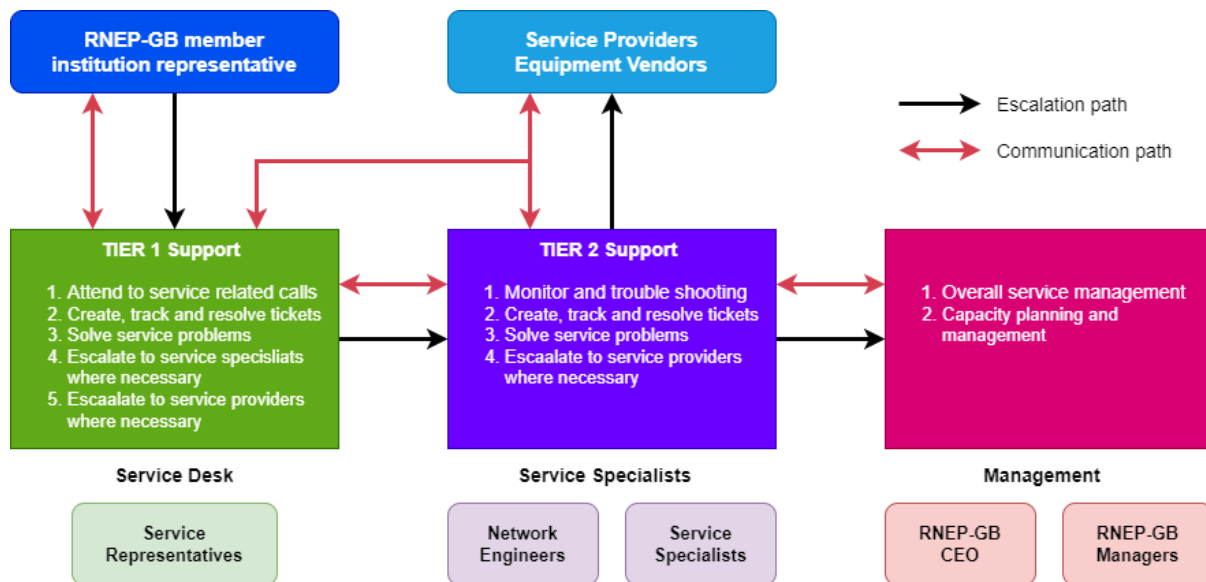 RNEP-GB member
institution representative
Service Providers
Equipment Vendors
Escalation path
Communication path
TIER 1 Support
1. Attend to service related calls
2. Create, track and resolve tickets
3. Solve service problems
4. Escalate to service specisliats
where necessary
5. Escaalate to service providers
where necessary
TIER 2 Support
1. Monitor and trouble shooting
2. Create, track and resolve tickets
3. Solve service problems
4. Escaalate to service providers
where necessary
1. Overall service management
2. Capacity planning and
management
Service Desk
Service Specialists
Management
Service
Representatives
Network
Engineers
Service
Specialists
RNEP-GB
CEO
RNEP-GB
Managers